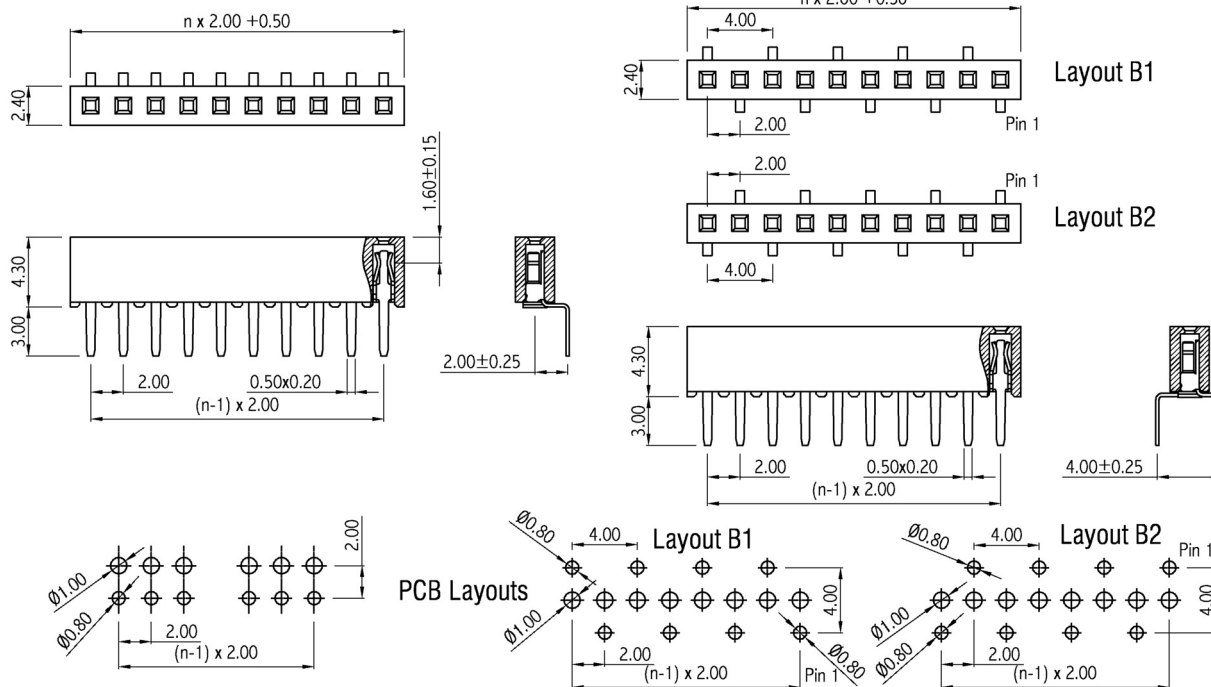 n x 2.00 +0.50
2.40
1.60±0.15
4.30
3.00
2.00
0.50x0.20
(n-1) x 2.00
2.00±0.25
n x 2.00 +0.50
4.00
2.40
Layout B1
2.00
Pin 1
2.00
Pin 1
Layout B2
4.00
4.30
3.00
2.00
0.50x0.20
(n-1) x 2.00
4.00±0.25
PCB Layouts
Ø1.00
Ø0.80
2.00
2.00
(n-1) x 2.00
Layout B1
Ø0.80
4.00
4.00
Ø1.00
2.00
Ø0.80
(n-1) x 2.00
Pin 1
Layout B2
Ø0.80
4.00
Pin 1
4.00
Ø1.00
Ø0.80
2.00
(n-1) x 2.00